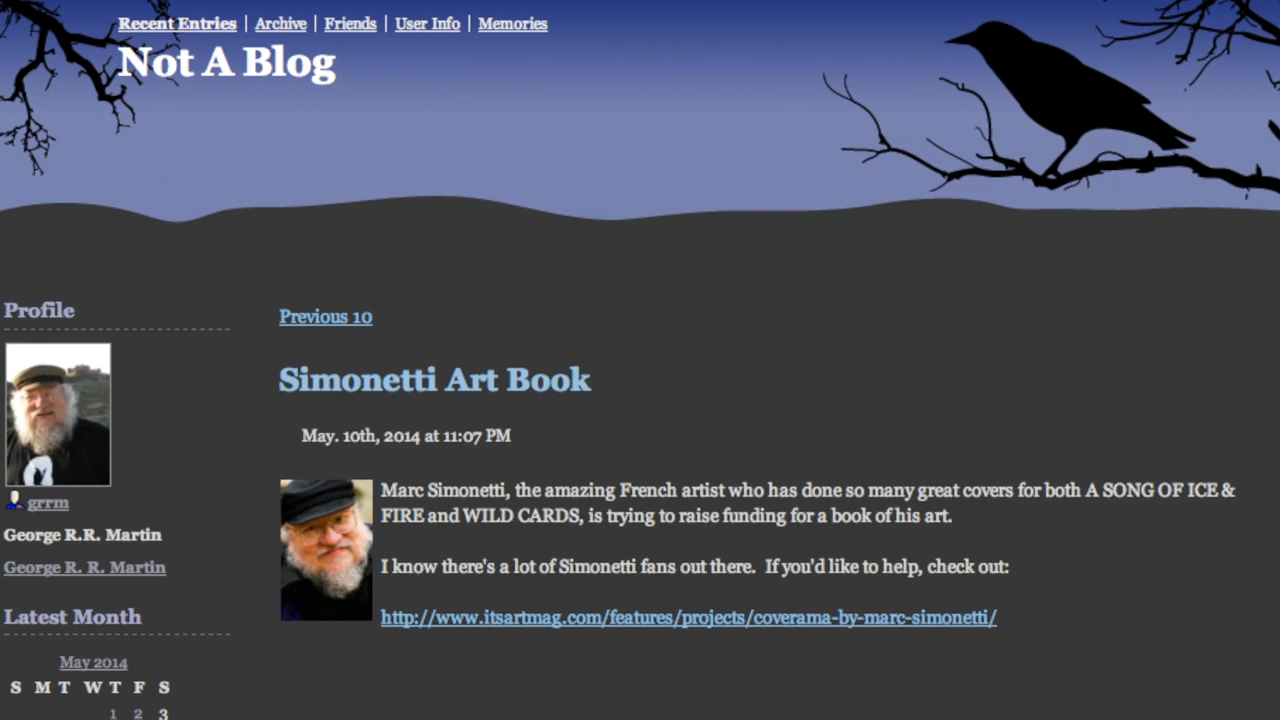 Recent Entries | Archive | Friends | User Info | Memories
Not A Blog
Profile
grrm
George R.R. Martin
George R. R. Martin
Latest Month
May 2014
S M T W T F S
1 2 3
Previous 10
Simonetti Art Book
May. 10th, 2014 at 11:07 PM
Marc Simonetti, the amazing French artist who has done so many great covers for both A SONG OF ICE &
FIRE and WILD CARDS, is trying to raise funding for a book of his art.
I know there's a lot of Simonetti fans out there.  If you'd like to help, check out:
http://www.itsartmag.com/features/projects/coverama-by-marc-simonetti/